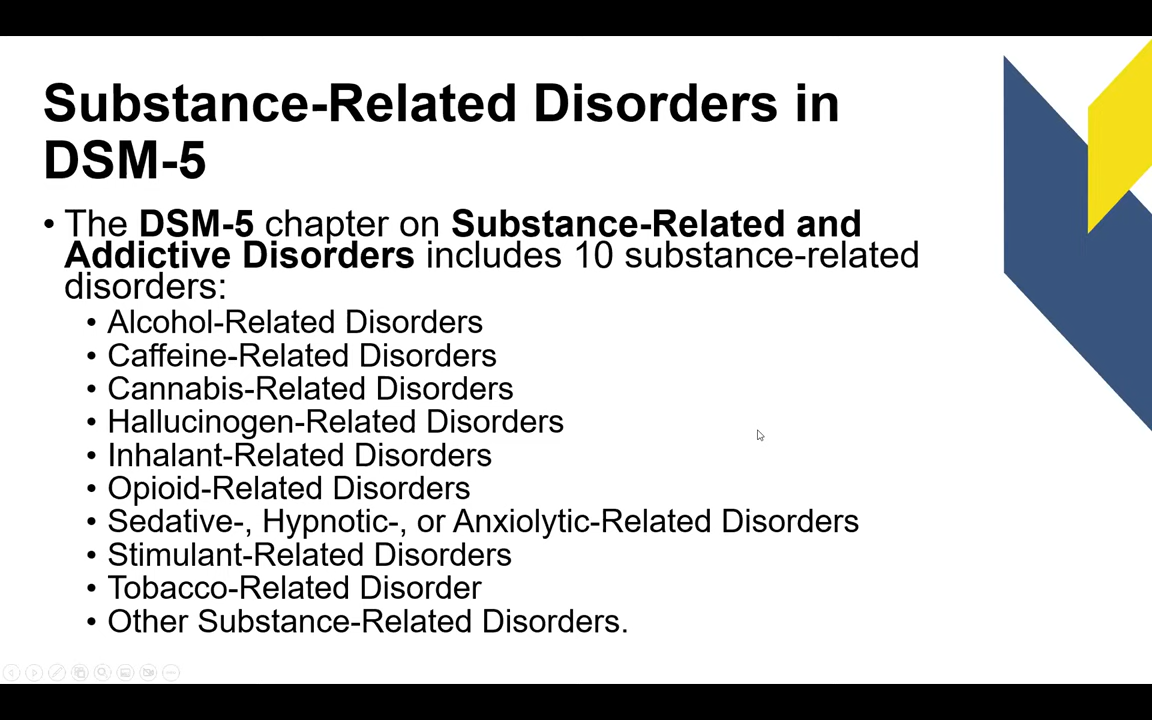 Substance-Related Disorders in
DSM-5
• The DSM-5 chapter on Substance-Related and
Addictive Disorders includes 10 substance-related
disorders:
• Alcohol-Related Disorders
• Caffeine-Related Disorders
• Cannabis-Related Disorders
• Hallucinogen-Related Disorders
• Inhalant-Related Disorders
• Opioid-Related Disorders
• Sedative-, Hypnotic-, or Anxiolytic-Related Disorders
• Stimulant-Related Disorders
• Tobacco-Related Disorder
• Other Substance-Related Disorders.